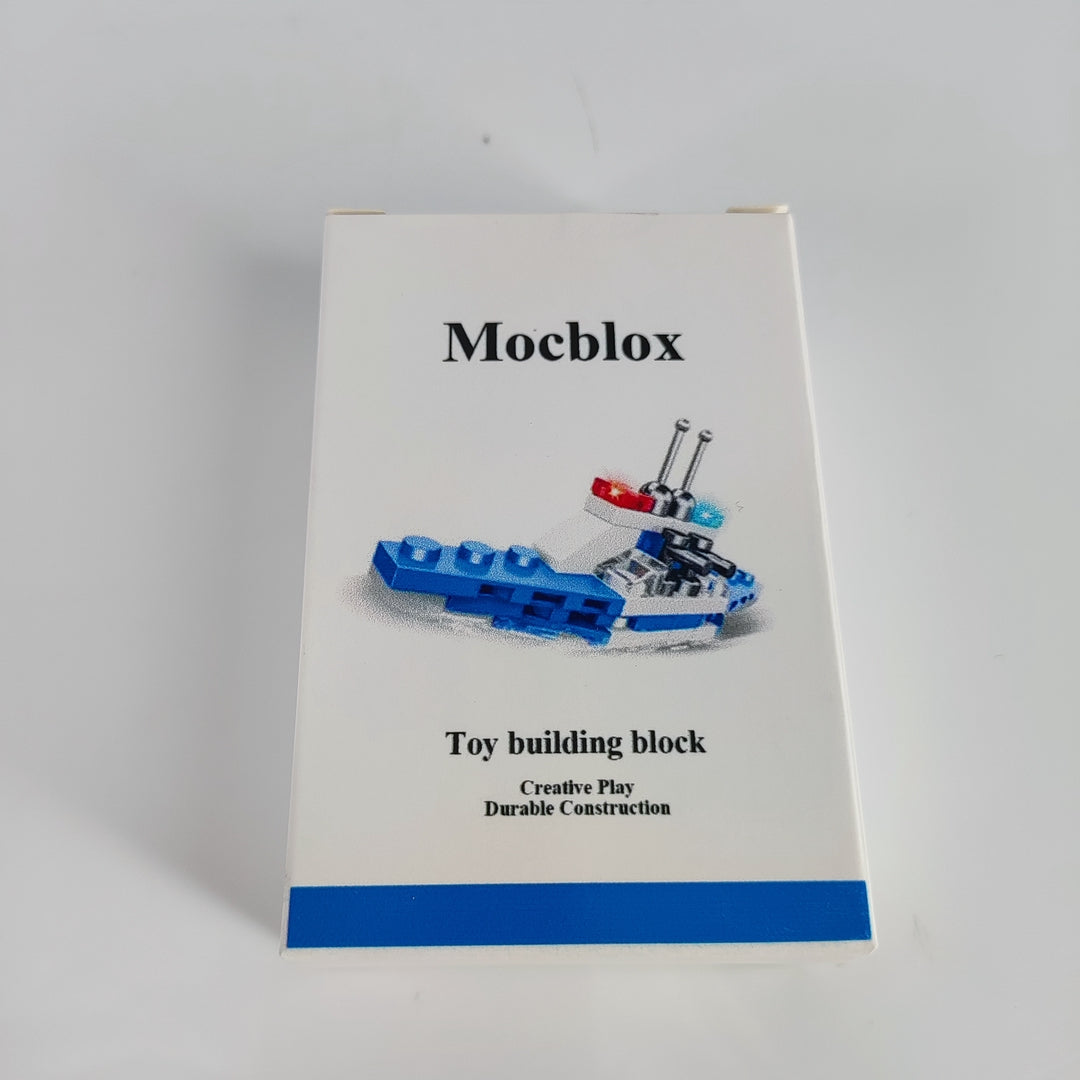 Mocblox
Toy building block
Creative Play
Durable Construction